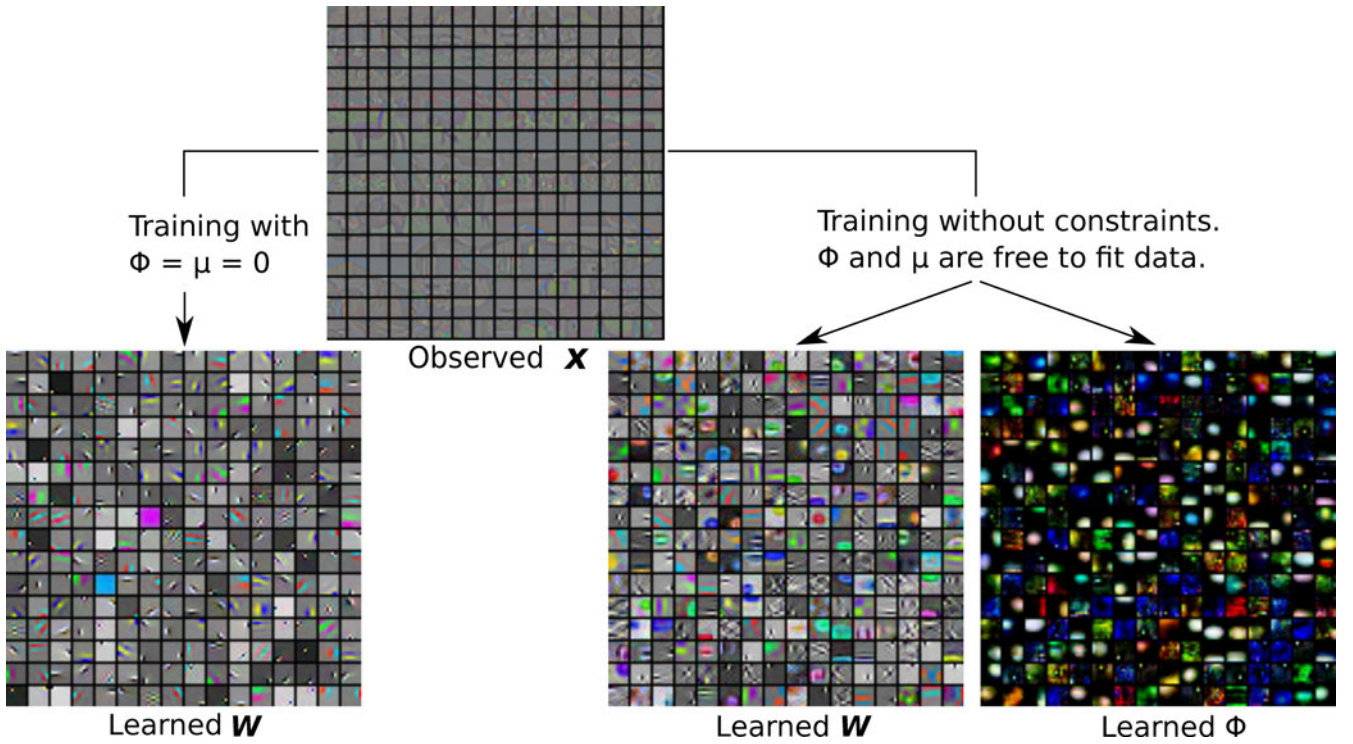 Training with
Φ = μ = 0
Training without constraints.
Φ and μ are free to fit data.
Observed x
Learned W
Learned W
Learned Φ